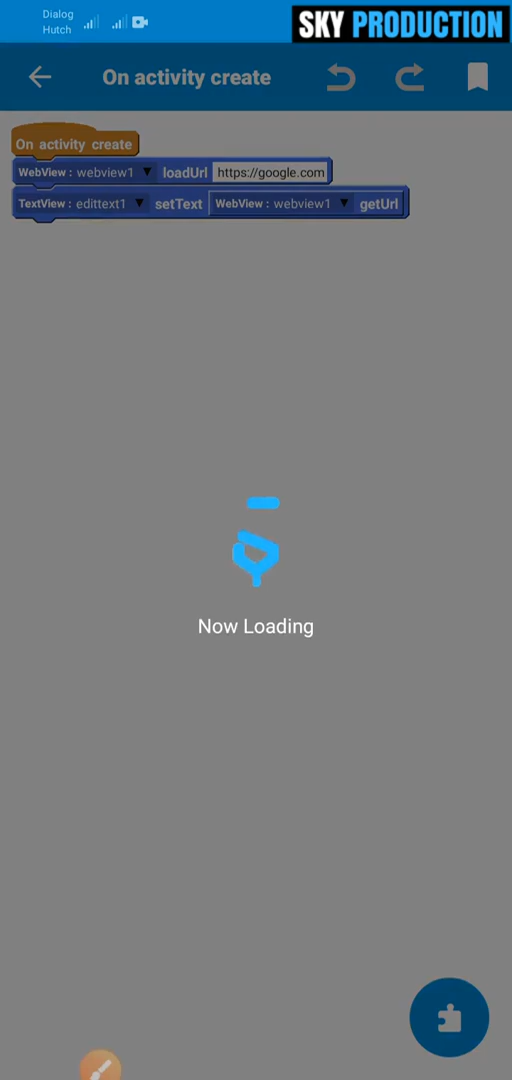 Dialog
Hutch
SKY PRODUCTION
On activity create
On activity create
WebView : webview1 loadUrl https://google.com
TextView : edittext1 setText WebView : webview1 getUrl
Now Loading